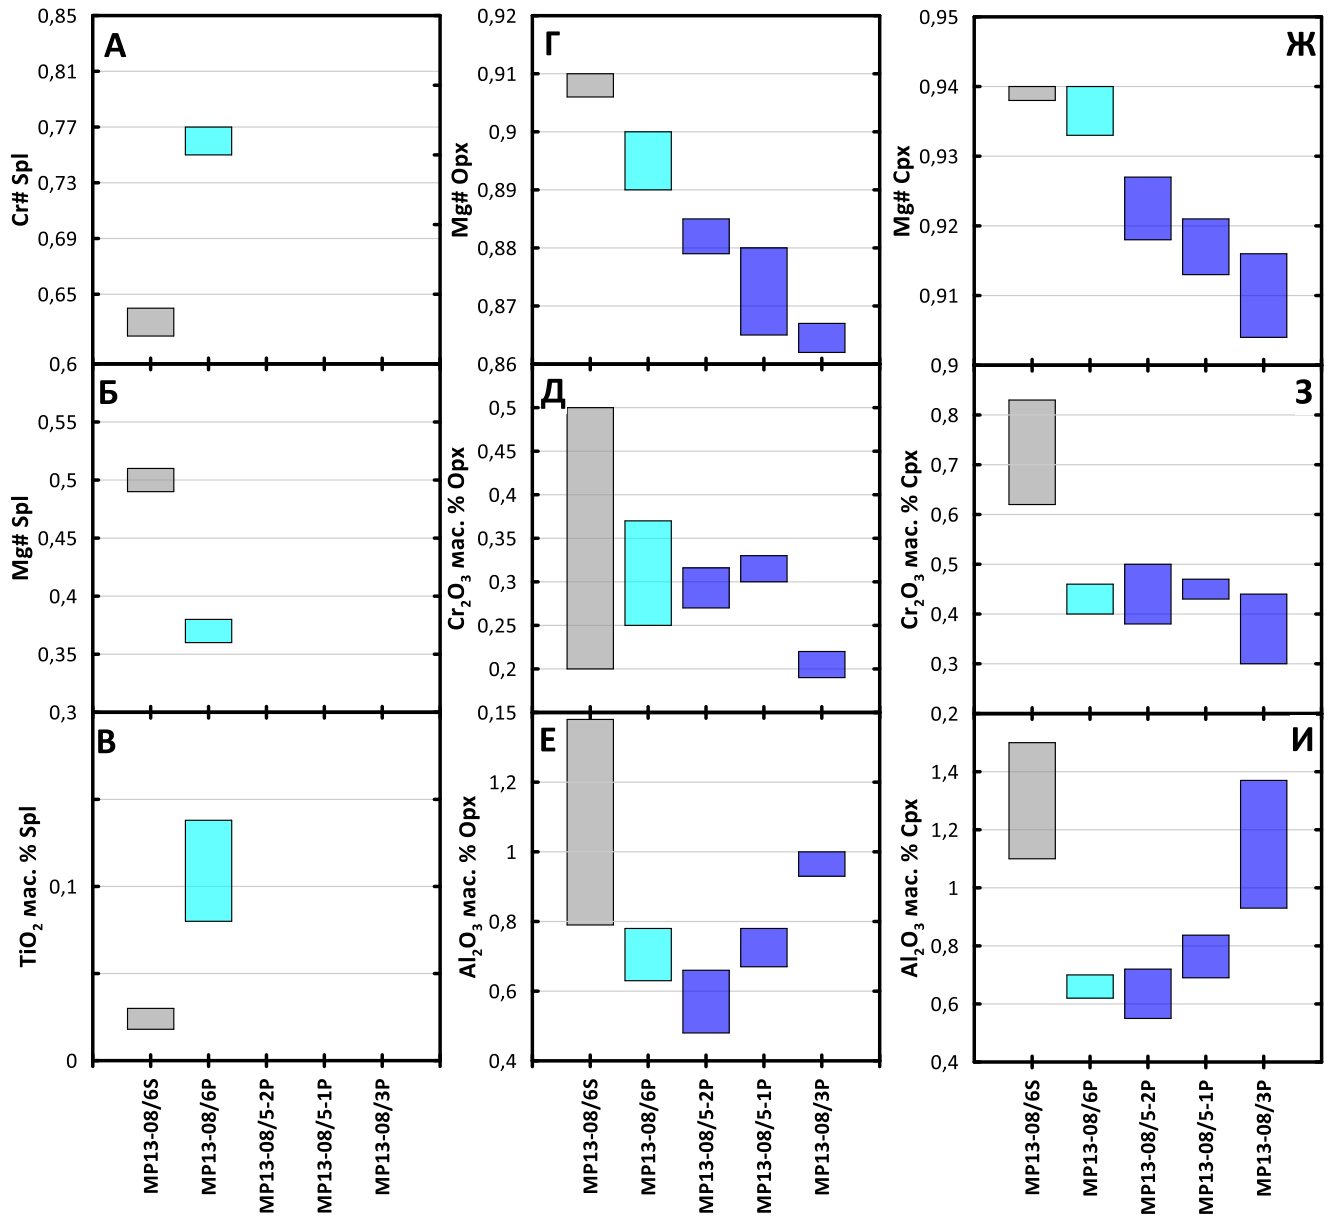 А
Cr# Spl
0,85
0,81
0,77
0,73
0,69
0,65
0,6
Б
Mg# Spl
0,55
0,5
0,45
0,4
0,35
0,3
В
TiO2 мас. % Spl
0,1
0
MP13-08/6S
MP13-08/6P
MP13-08/5-2P
MP13-08/5-1P
MP13-08/3P
Г
Mg# Opx
0,92
0,91
0,9
0,89
0,88
0,87
0,86
Д
Cr2O3 мас. % Opx
0,5
0,45
0,4
0,35
0,3
0,25
0,2
0,15
Е
Al2O3 мас. % Opx
1,2
1
0,8
0,6
0,4
MP13-08/6S
MP13-08/6P
MP13-08/5-2P
MP13-08/5-1P
MP13-08/3P
Ж
Mg# Cpx
0,95
0,94
0,93
0,92
0,91
0,9
З
Cr2O3 мас. % Cpx
0,8
0,7
0,6
0,5
0,4
0,3
0,2
И
Al2O3 мас. % Cpx
1,4
1,2
1
0,8
0,6
0,4
MP13-08/6S
MP13-08/6P
MP13-08/5-2P
MP13-08/5-1P
MP13-08/3P